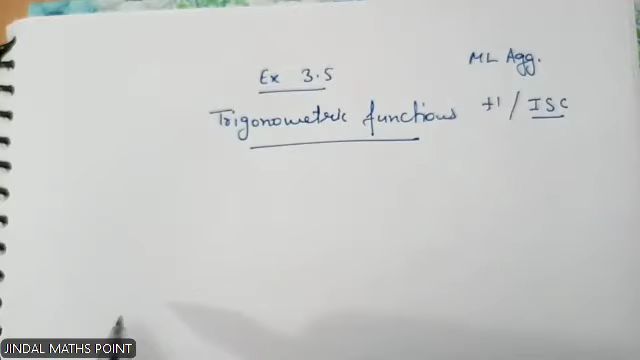 Ex 3.5
ML Agg.
Trigonometric functions +1 / ISC
JINDAL MATHS POINT